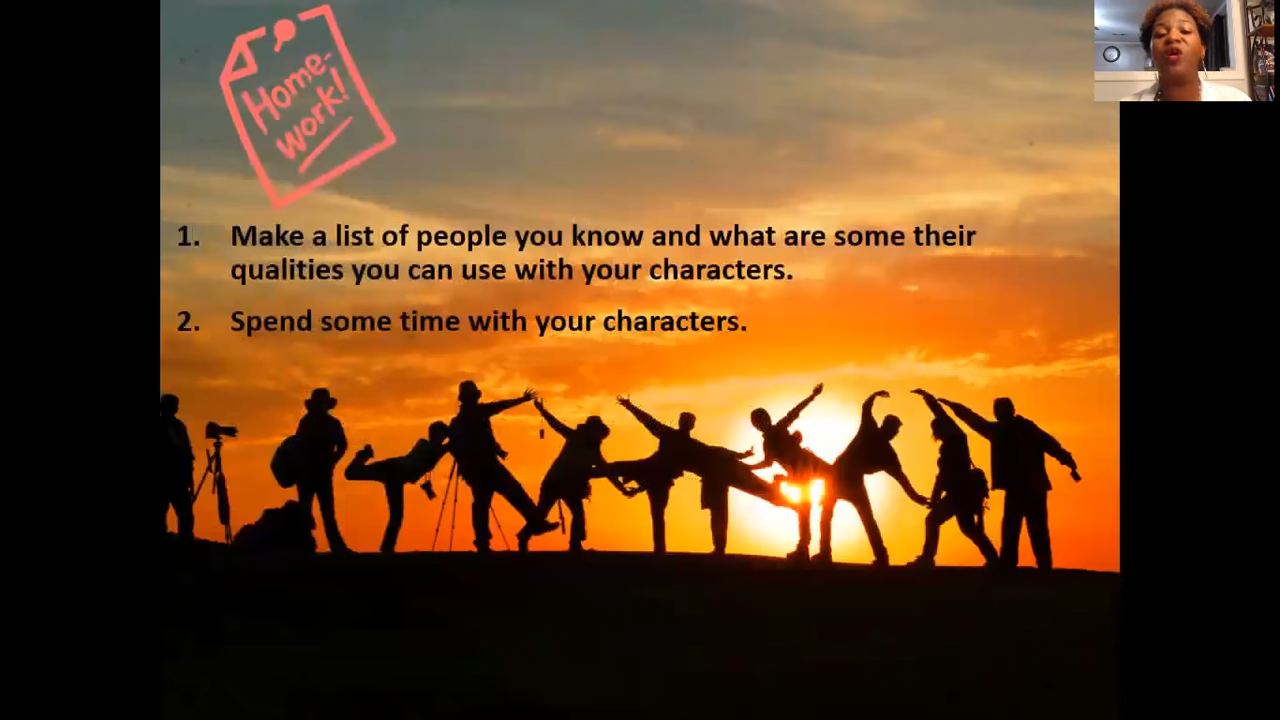 Home-
work!
1. Make a list of people you know and what are some their
qualities you can use with your characters.
2. Spend some time with your characters.